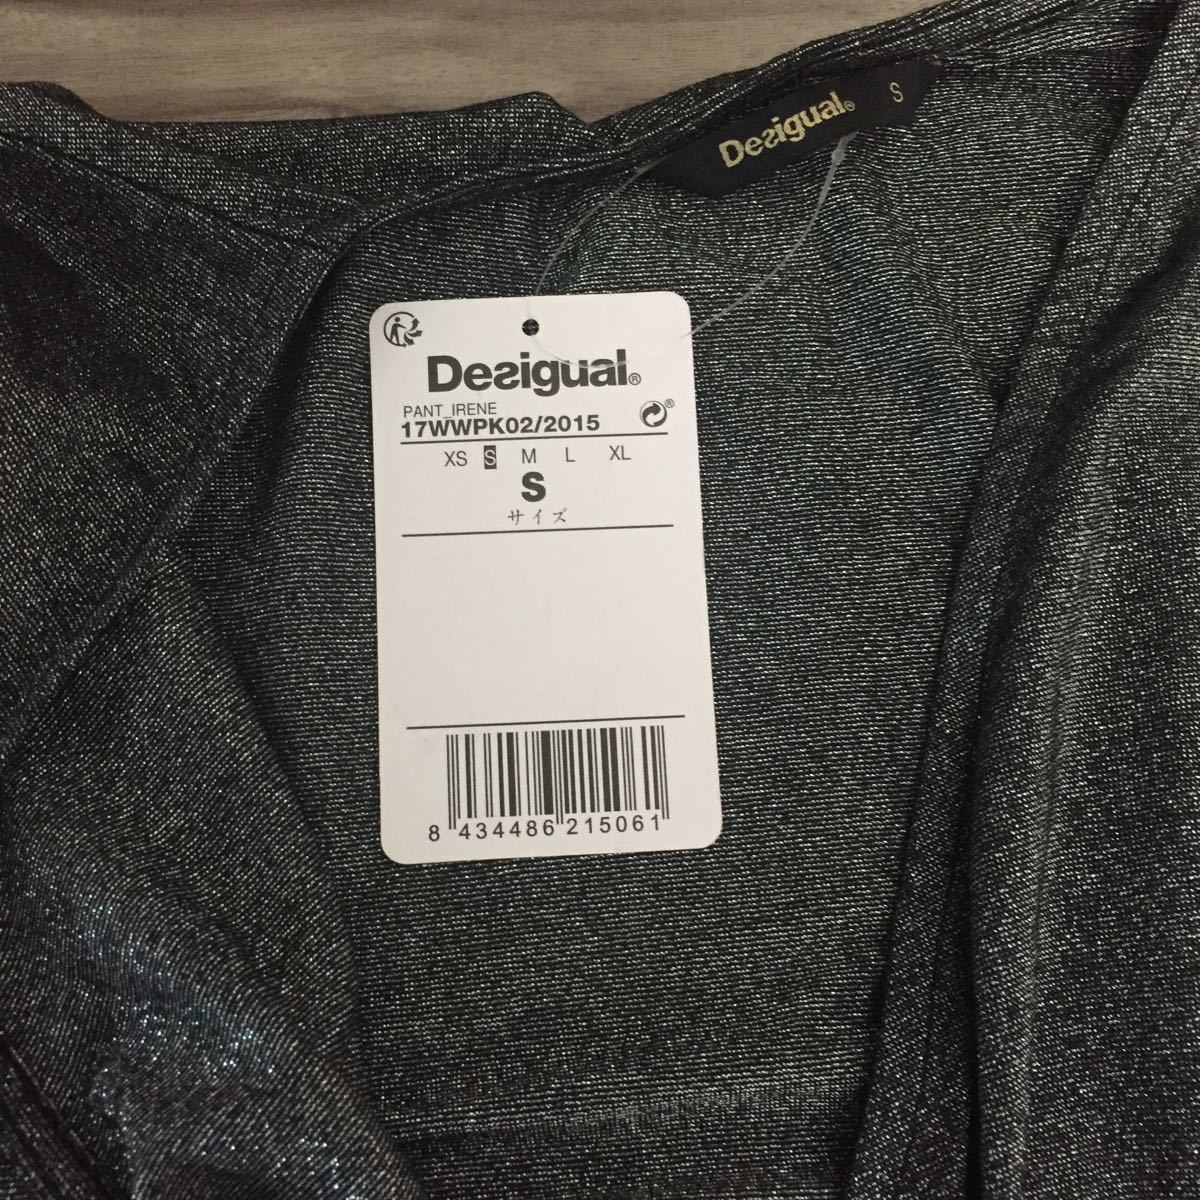 Desigual® S
Desigual®
PANT_IRENE
17WWPK02/2015
XS S M L XL
S
サイズ
8 434486 215061